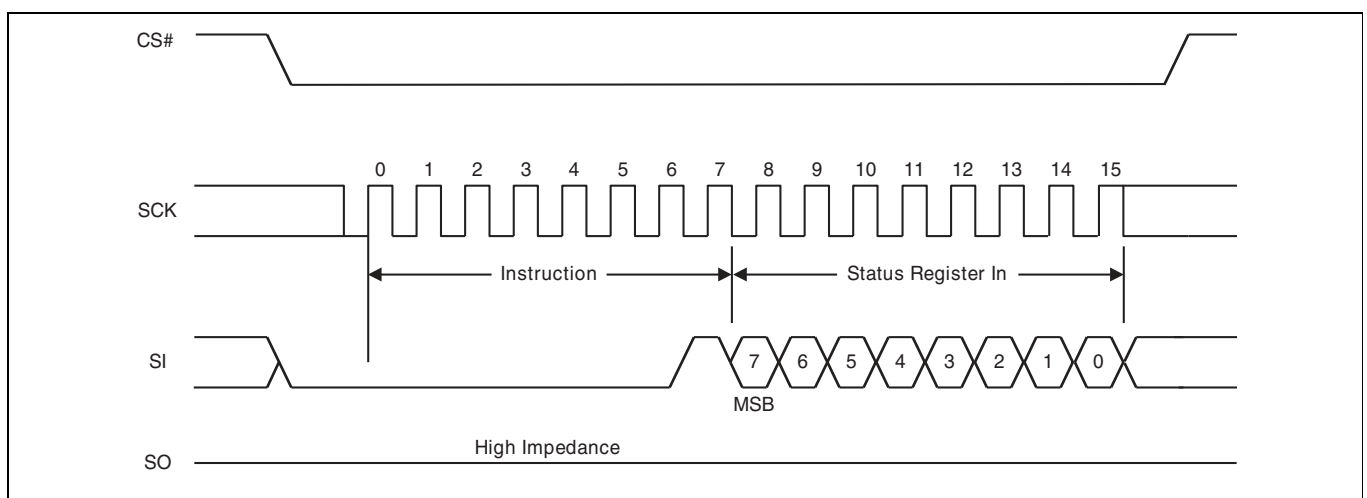 CS#
0 1 2 3 4 5 6 7 8 9 10 11 12 13 14 15
SCK
Instruction Status Register In
SI 7 6 5 4 3 2 1 0
MSB
High Impedance
SO